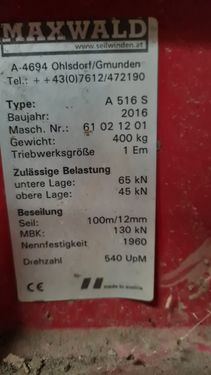 MAXWALD
www.seilwinden.at
A-4694 Ohlsdorf/Gmunden
Tel.: ++43(0)7612/472190
Type: A 516 S
Baujahr: 2016
Masch. Nr.: 61 02 12 01
Gewicht: 400 kg
Triebwerksgröße 1 Em
Zulässige Belastung
untere Lage: 65 kN
obere Lage: 45 kN
Beseilung
Seil: 100m/12mm
MBK: 130 kN
Nennfestigkeit 1960
Drehzahl 540 UpM
CE made in austria